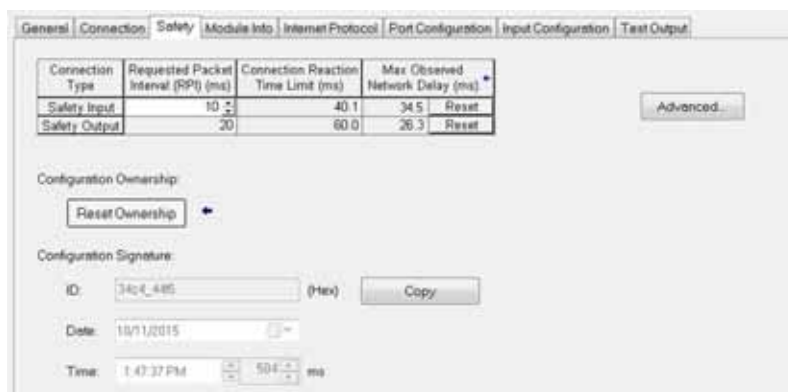 General Connection Safety Module Info Internet Protocol Port Configuration Input Configuration Test Output
Connection Type Requested Packet Interval (RPI) (ms) Connection Reaction Time Limit (ms) Max Observed Network Delay (ms)
Safety Input 10 40.1 34.5 Reset
Safety Output 20 60.0 26.3 Reset
Advanced...
Configuration Ownership:
Reset Ownership
Configuration Signature:
ID: (Hex) Copy
Date: 10/11/2015
Time: 1:47:37 PM 504 ms